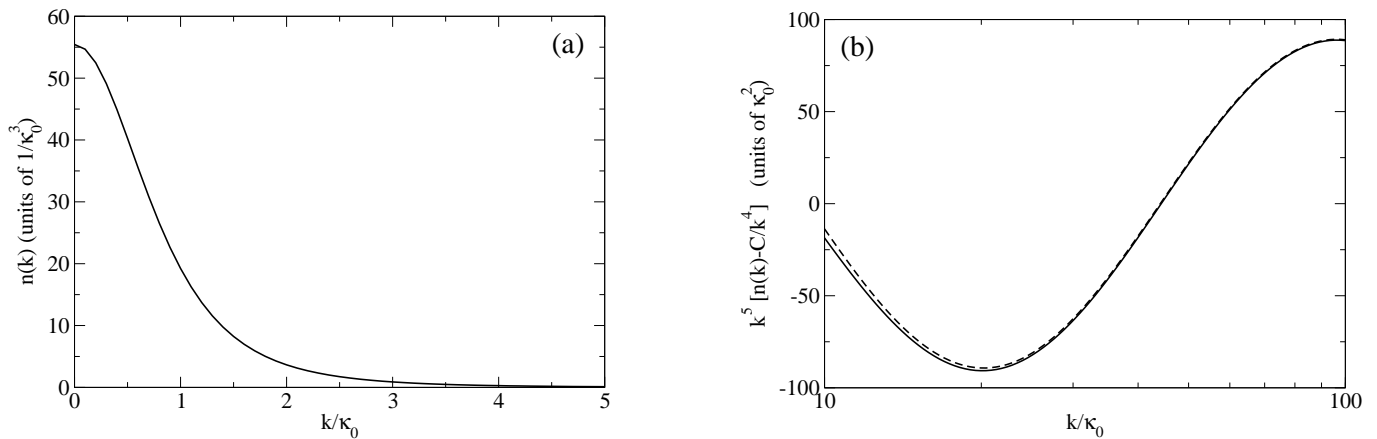 60
50
40
30
20
10
0
n(k) (units of 1/κ₀³)
(a)
0 1 2 3 4 5
k/κ₀
100
50
0
-50
-100
k⁵ [n(k)-C/k⁴] (units of κ₀²)
(b)
10 100
k/κ₀